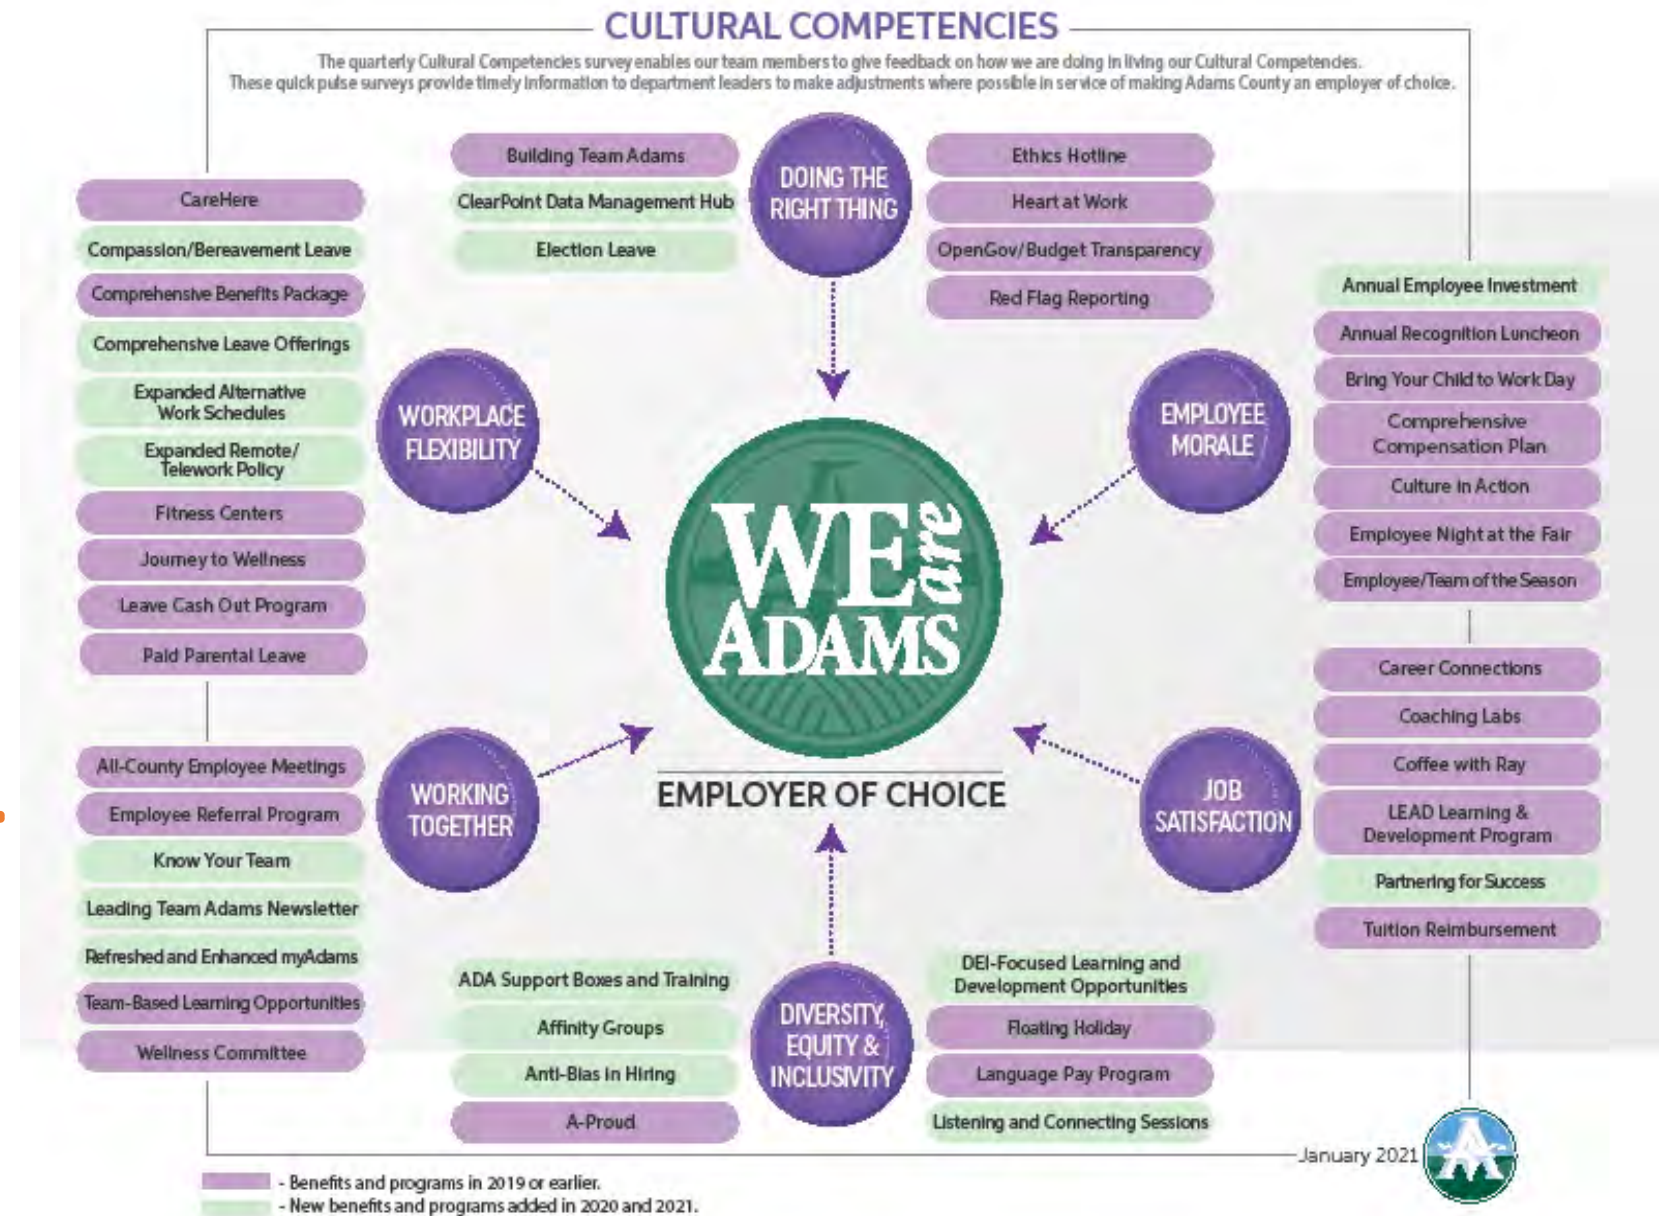 CULTURAL COMPETENCIES
The quarterly Cultural Competencies survey enables our team members to give feedback on how we are doing in living our Cultural Competencies.
These quick pulse surveys provide timely information to department leaders to make adjustments where possible in service of making Adams County an employer of choice.
DOING THE
RIGHT THING
Building Team Adams
ClearPoint Data Management Hub
Election Leave
Ethics Hotline
Heart at Work
OpenGov/Budget Transparency
Red Flag Reporting
WORKPLACE
FLEXIBILITY
CareHere
Compassion/Bereavement Leave
Comprehensive Benefits Package
Comprehensive Leave Offerings
Expanded Alternative
Work Schedules
Expanded Remote/
Telework Policy
Fitness Centers
Journey to Wellness
Leave Cash Out Program
Paid Parental Leave
EMPLOYEE
MORALE
Annual Employee Investment
Annual Recognition Luncheon
Bring Your Child to Work Day
Comprehensive
Compensation Plan
Culture in Action
Employee Night at the Fair
Employee/Team of the Season
WE are
ADAMS
EMPLOYER OF CHOICE
WORKING
TOGETHER
All-County Employee Meetings
Employee Referral Program
Know Your Team
Leading Team Adams Newsletter
Refreshed and Enhanced myAdams
Team-Based Learning Opportunities
Wellness Committee
JOB
SATISFACTION
Career Connections
Coaching Labs
Coffee with Ray
LEAD Learning &
Development Program
Partnering for Success
Tuition Reimbursement
DIVERSITY,
EQUITY &
INCLUSIVITY
ADA Support Boxes and Training
Affinity Groups
Anti-Bias in Hiring
A-Proud
DEI-Focused Learning and
Development Opportunities
Floating Holiday
Language Pay Program
Listening and Connecting Sessions
January 2021
- Benefits and programs in 2019 or earlier.
- New benefits and programs added in 2020 and 2021.